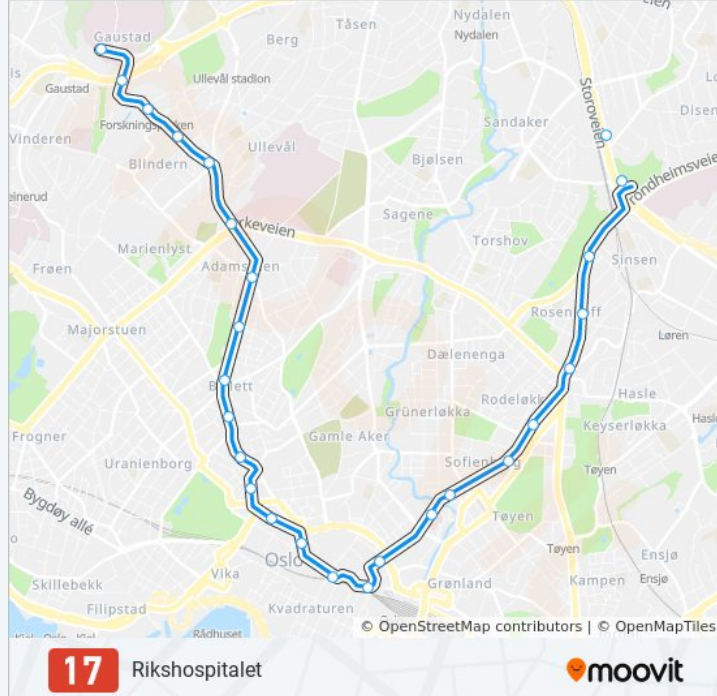 Gaustad
Berg
Tåsen
Nydalen
Nydalen
Ullevål stadion
Storoveien
Gaustad
Disen
Forskningsparken
Sandaker
Vinderen
Ullevål
Bjølsen
Blindern
Trondheimsveien
Sagene
Kirkeveien
Torshov
Marienlyst
Sinsen
Frøen
Adamstuen
Rosenhoff
Majorstuen
Løren
Dælenenga
Bislett
Hasle
Rodeløkka
Grünerløkka
Frogner
Keyserløkka
Hasle
Gamle Aker
Uranienborg
Sofienberg
Tøyen
Bygdøy allé
Tøyen
Oslo
Tøyen
Ensjø
Vika
Skillebekk
Grønland
Kampen
Ensjø
Filipstad
Kvadraturen
Rådhuset
© OpenStreetMap contributors | © OpenMapTiles
17 Rikshospitalet
moovit